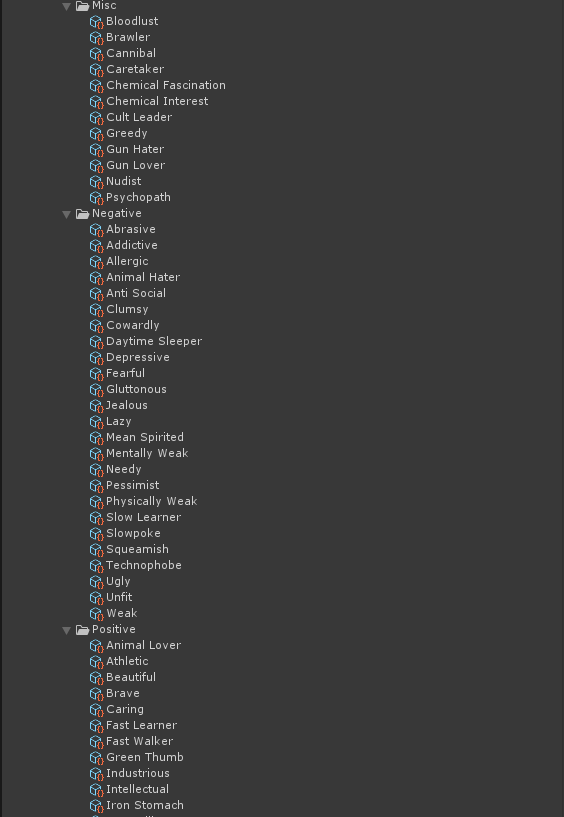 Misc
Bloodlust
Brawler
Cannibal
Caretaker
Chemical Fascination
Chemical Interest
Cult Leader
Greedy
Gun Hater
Gun Lover
Nudist
Psychopath
Negative
Abrasive
Addictive
Allergic
Animal Hater
Anti Social
Clumsy
Cowardly
Daytime Sleeper
Depressive
Fearful
Gluttonous
Jealous
Lazy
Mean Spirited
Mentally Weak
Needy
Pessimist
Physically Weak
Slow Learner
Slowpoke
Squeamish
Technophobe
Ugly
Unfit
Weak
Positive
Animal Lover
Athletic
Beautiful
Brave
Caring
Fast Learner
Fast Walker
Green Thumb
Industrious
Intellectual
Iron Stomach